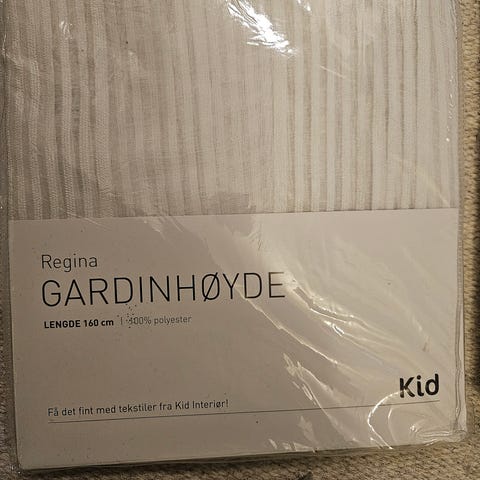 Regina
GARDINHØYDE
LENGDE 160 cm | 100% polyester
Kid
Få det fint med tekstiler fra Kid Interiør!